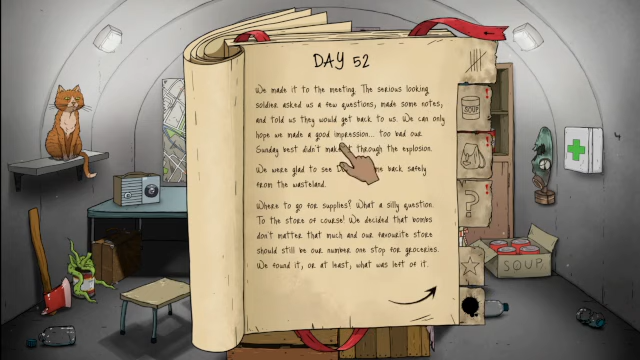 DAY 52
We made it to the meeting. The serious looking
soldier asked us a few questions, made some notes,
and told us they would get back to us. We can only
hope we made a good impression... too bad our
Sunday best didn't mak through the explosion.
We were glad to see back safely
from the wasteland.
Where to go for supplies? What a silly question.
To the store of course! We decided that bombs
don't matter that much and our favourite store
should still be our number one stop for groceries.
We found it, or at least, what was left of it.
SOUP
SOUP
?